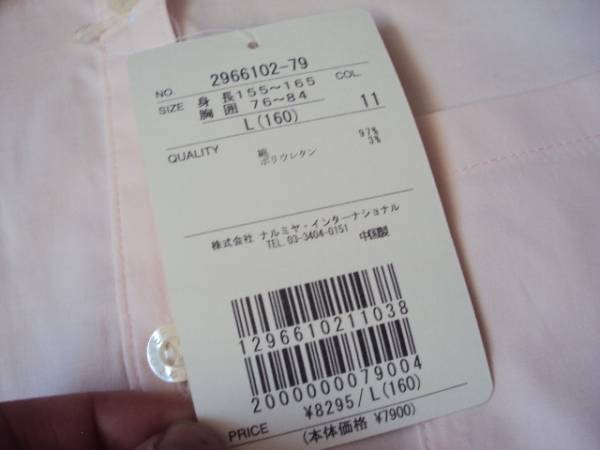 NO. 2966102-79
SIZE 身長155～165 COL.
胸囲 76～84
L(160) 11
QUALITY 綿 97%
ポリウレタン 3%
株式会社 ナルミヤ・インターナショナル
TEL. 03-3404-0151 中国製
1296610211038
2000000079004
¥8295/L(160)
PRICE (本体価格 ¥7900)